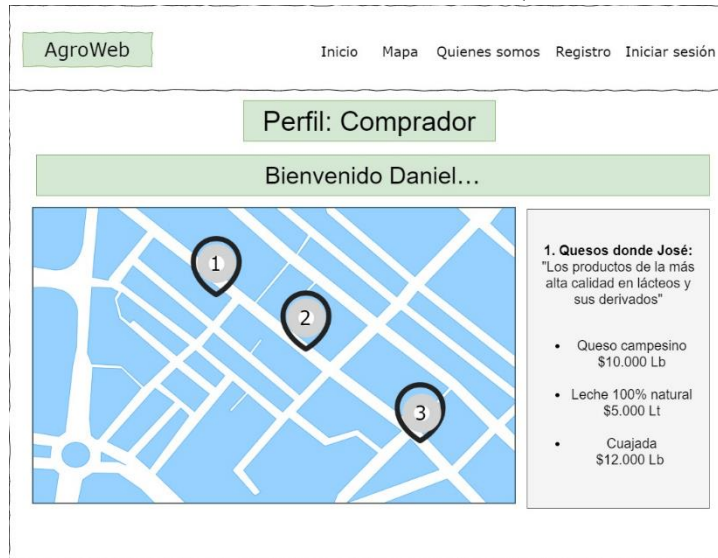 AgroWeb
Inicio Mapa Quienes somos Registro Iniciar sesión
Perfil: Comprador
Bienvenido Daniel…
1
2
3
1. Quesos donde José:
"Los productos de la más
alta calidad en lácteos y
sus derivados"
• Queso campesino
$10.000 Lb
• Leche 100% natural
$5.000 Lt
• Cuajada
$12.000 Lb